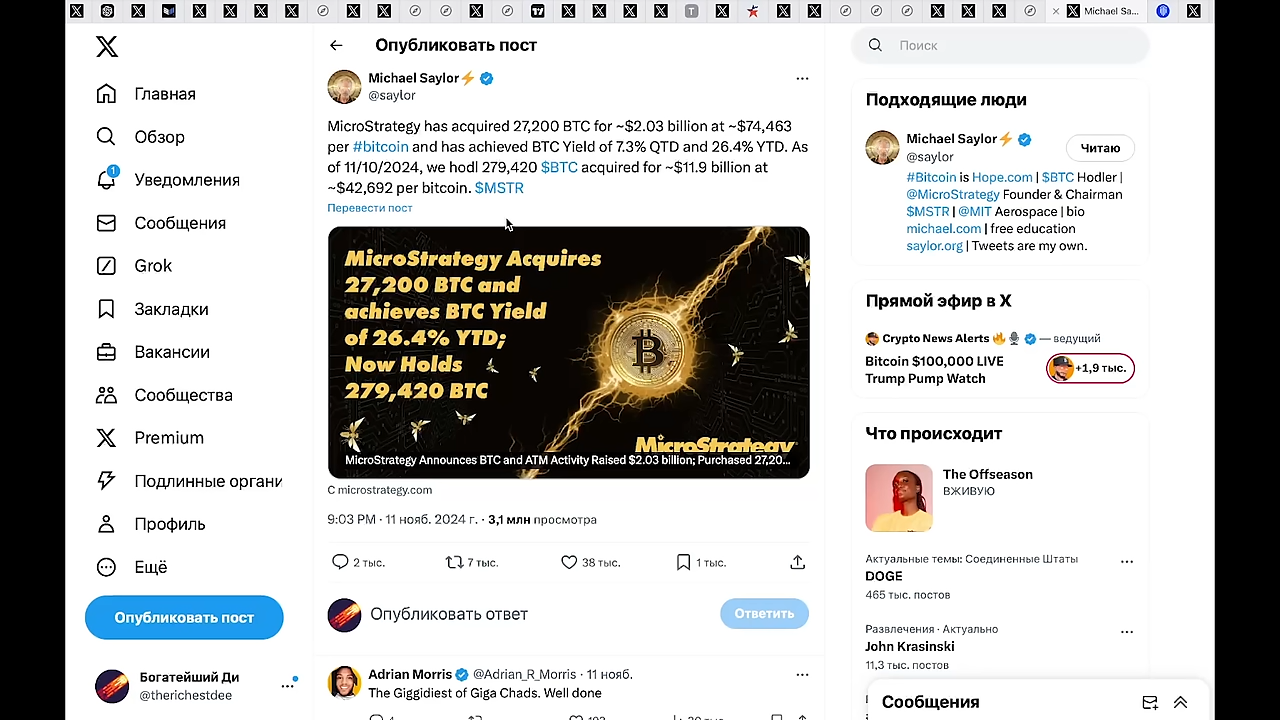 Michael Sa...
Главная
Обзор
1
Уведомления
Сообщения
Grok
Закладки
Вакансии
Сообщества
Premium
Подлинные органи
Профиль
Ещё
Опубликовать пост
Богатейший Ди
@therichestdee
Опубликовать пост
Michael Saylor⚡
@saylor
MicroStrategy has acquired 27,200 BTC for ~$2.03 billion at ~$74,463
per #bitcoin and has achieved BTC Yield of 7.3% QTD and 26.4% YTD. As
of 11/10/2024, we hodl 279,420 $BTC acquired for ~$11.9 billion at
~$42,692 per bitcoin. $MSTR
Перевести пост
MicroStrategy Acquires
27,200 BTC and
achieves BTC Yield
of 26.4% YTD;
Now Holds
279,420 BTC
MicroStrategy
MicroStrategy Announces BTC and ATM Activity Raised $2.03 billion; Purchased 27,20...
С microstrategy.com
9:03 PM · 11 нояб. 2024 г. · 3,1 млн просмотра
2 тыс. 7 тыс. 38 тыс. 1 тыс.
Опубликовать ответ
Ответить
Adrian Morris @Adrian_R_Morris · 11 нояб.
The Giggidiest of Giga Chads. Well done
Поиск
Подходящие люди
Michael Saylor⚡
@saylor
Читаю
#Bitcoin is Hope.com | $BTC Hodler |
@MicroStrategy Founder & Chairman
$MSTR | @MIT Aerospace | bio
michael.com | free education
saylor.org | Tweets are my own.
Прямой эфир в X
Crypto News Alerts 🔥🎙 — ведущий
Bitcoin $100,000 LIVE
Trump Pump Watch
+1,9 тыс.
Что происходит
The Offseason
ВЖИВУЮ
Актуальные темы: Соединенные Штаты
DOGE
465 тыс. постов
Развлечения · Актуально
John Krasinski
11,3 тыс. постов
Сообщения